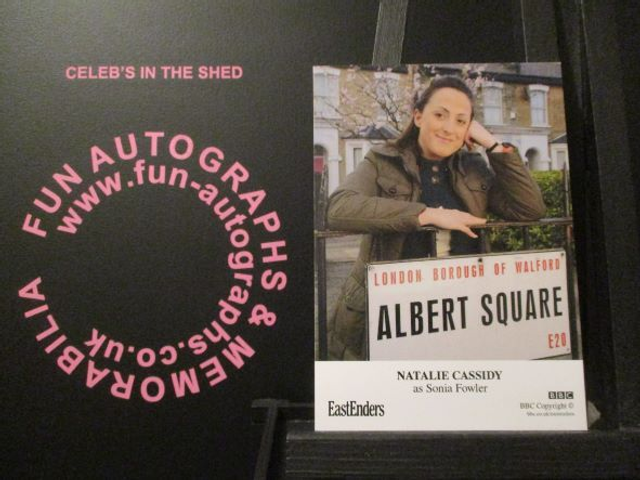 CELEB'S IN THE SHED
FUN AUTOGRAPHS & MEMORABILIA
www.fun-autographs.co.uk
LONDON BOROUGH OF WALFORD
ALBERT SQUARE
E20
NATALIE CASSIDY
as Sonia Fowler
EastEnders
BBC
BBC Copyright ©